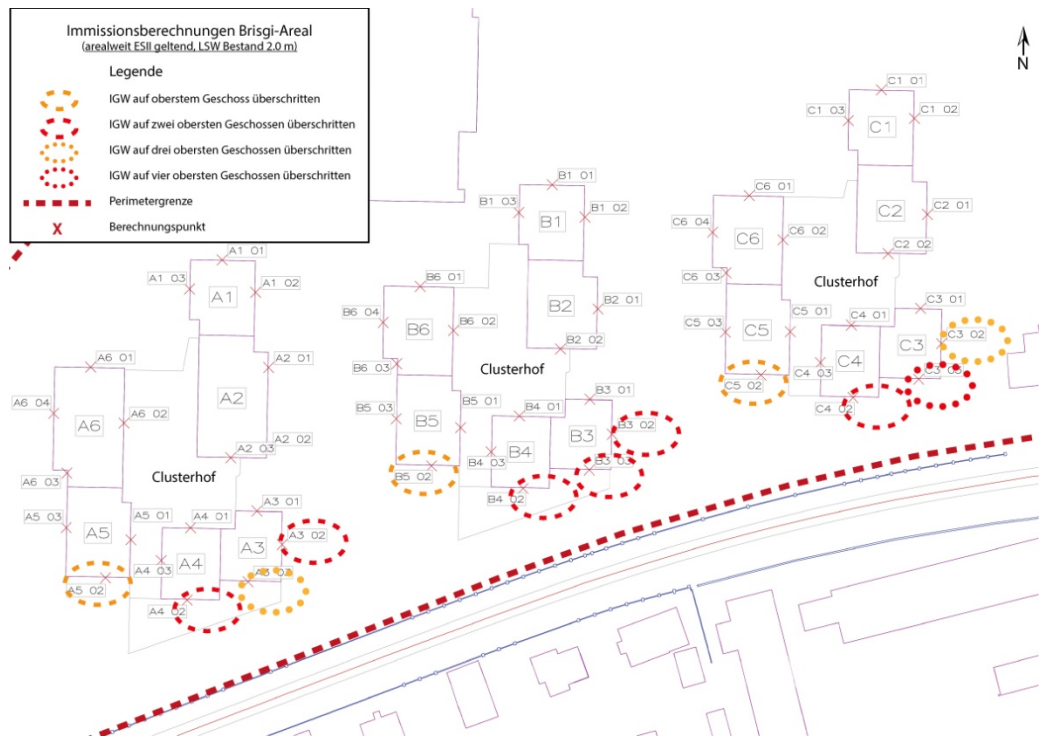 Immissionsberechnungen Brisgi-Areal
(arealweit ESII geltend, LSW Bestand 2.0 m)
Legende
IGW auf oberstem Geschoss überschritten
IGW auf zwei obersten Geschossen überschritten
IGW auf drei obersten Geschossen überschritten
IGW auf vier obersten Geschossen überschritten
Perimetergrenze
X Berechnungspunkt
N
A1 01
A1 03
A1 02
A1
A2 01
A2
A2 02
A2 03
A6 01
A6 04
A6 02
A6
A6 03
Clusterhof
A5 03
A5 01
A5
A5 02
A4 01
A4 03
A4
A4 02
A3 01
A3 02
A3
A3 03
B1 01
B1 03
B1 02
B1
B2 01
B2
B2 02
B6 01
B6 04
B6 02
B6
B6 03
Clusterhof
B5 03
B5 01
B5
B5 02
B4 01
B4 03
B4
B4 02
B3 01
B3 02
B3
B3 03
C1 01
C1 03
C1 02
C1
C2 01
C2
C2 02
C6 01
C6 04
C6 02
C6
C6 03
Clusterhof
C5 03
C5 01
C5
C5 02
C4 01
C4 03
C4
C4 02
C3 01
C3 02
C3
C3 03